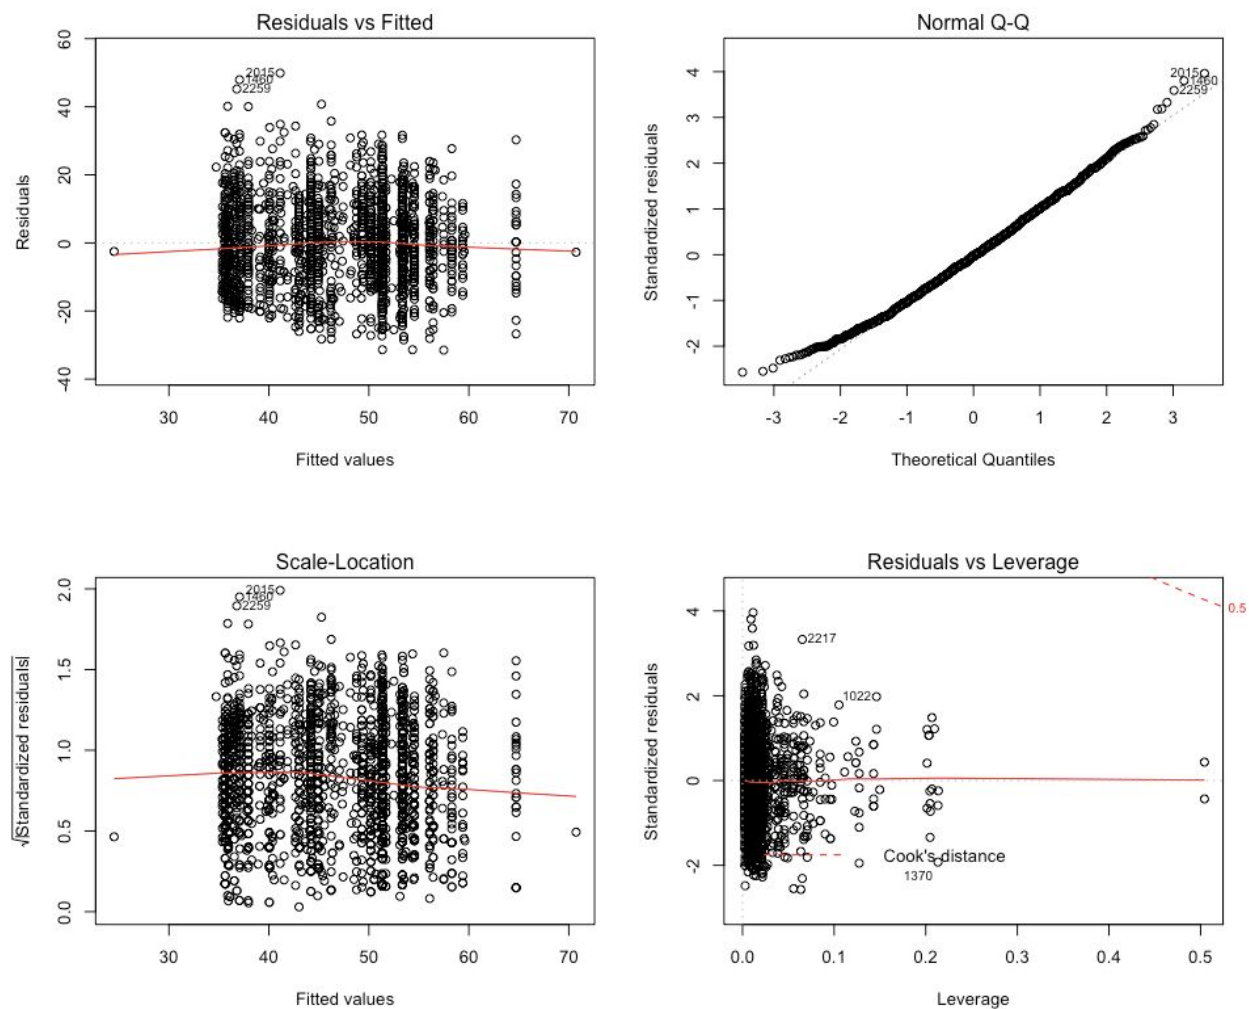 Residuals vs Fitted
Residuals
60
40
20
0
-20
-40
2015
1460
2259
30 40 50 60 70
Fitted values
Normal Q-Q
Standardized residuals
4
3
2
1
0
-1
-2
2015
1460
2259
-3 -2 -1 0 1 2 3
Theoretical Quantiles
Scale-Location
√|Standardized residuals|
2.0
1.5
1.0
0.5
0.0
2015
1460
2259
30 40 50 60 70
Fitted values
Residuals vs Leverage
Standardized residuals
4
2
0
-2
0.5
2217
1022
Cook's distance
1370
0.0 0.1 0.2 0.3 0.4 0.5
Leverage